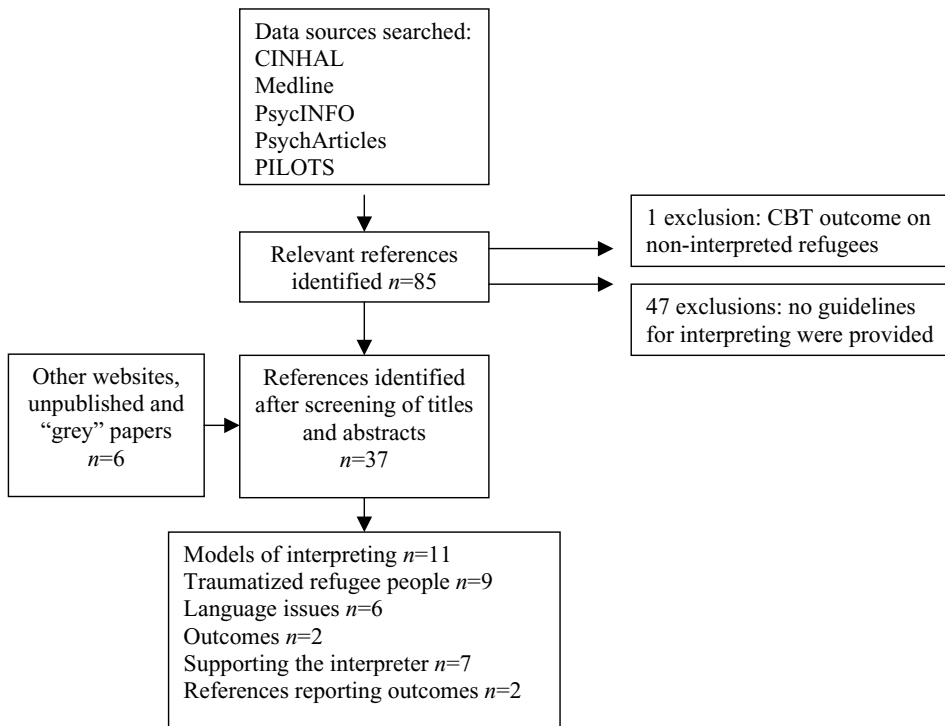 Data sources searched:
CINHAL
Medline
PsycINFO
PsychArticles
PILOTS
1 exclusion: CBT outcome on
non-interpreted refugees
Relevant references
identified n=85
47 exclusions: no guidelines
for interpreting were provided
Other websites,
unpublished and
“grey” papers
n=6
References identified
after screening of titles
and abstracts
n=37
Models of interpreting n=11
Traumatized refugee people n=9
Language issues n=6
Outcomes n=2
Supporting the interpreter n=7
References reporting outcomes n=2